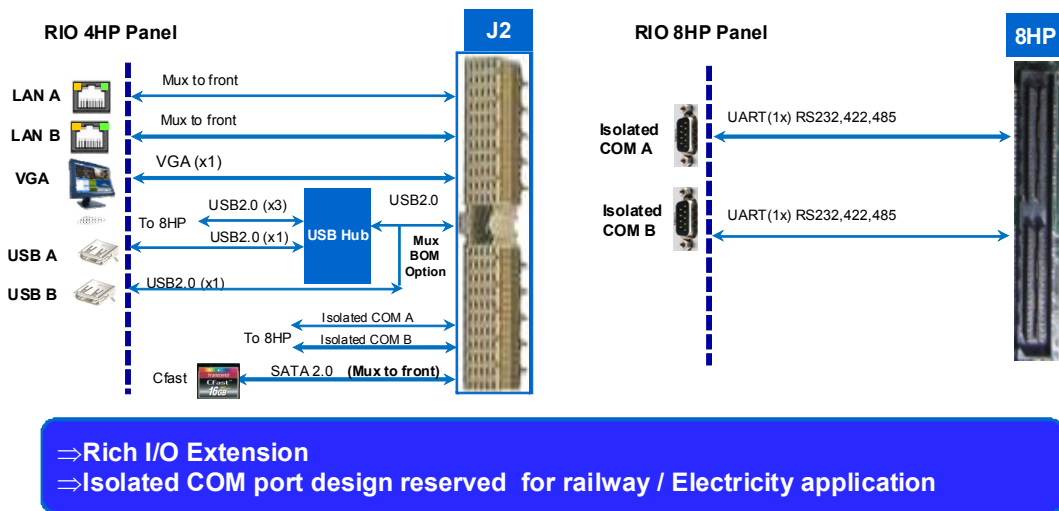 RIO 4HP Panel
J2
LAN A
Mux to front
LAN B
Mux to front
VGA
VGA (x1)
To 8HP
USB2.0 (x3)
USB Hub
USB2.0
USB A
USB2.0 (x1)
Mux
BOM
Option
USB B
USB2.0 (x1)
To 8HP
Isolated COM A
Isolated COM B
Cfast
Transcend
CFast
16GB
SATA 2.0 (Mux to front)
RIO 8HP Panel
8HP
Isolated
COM A
UART(1x) RS232,422,485
Isolated
COM B
UART(1x) RS232,422,485
⇒Rich I/O Extension
⇒Isolated COM port design reserved for railway / Electricity application